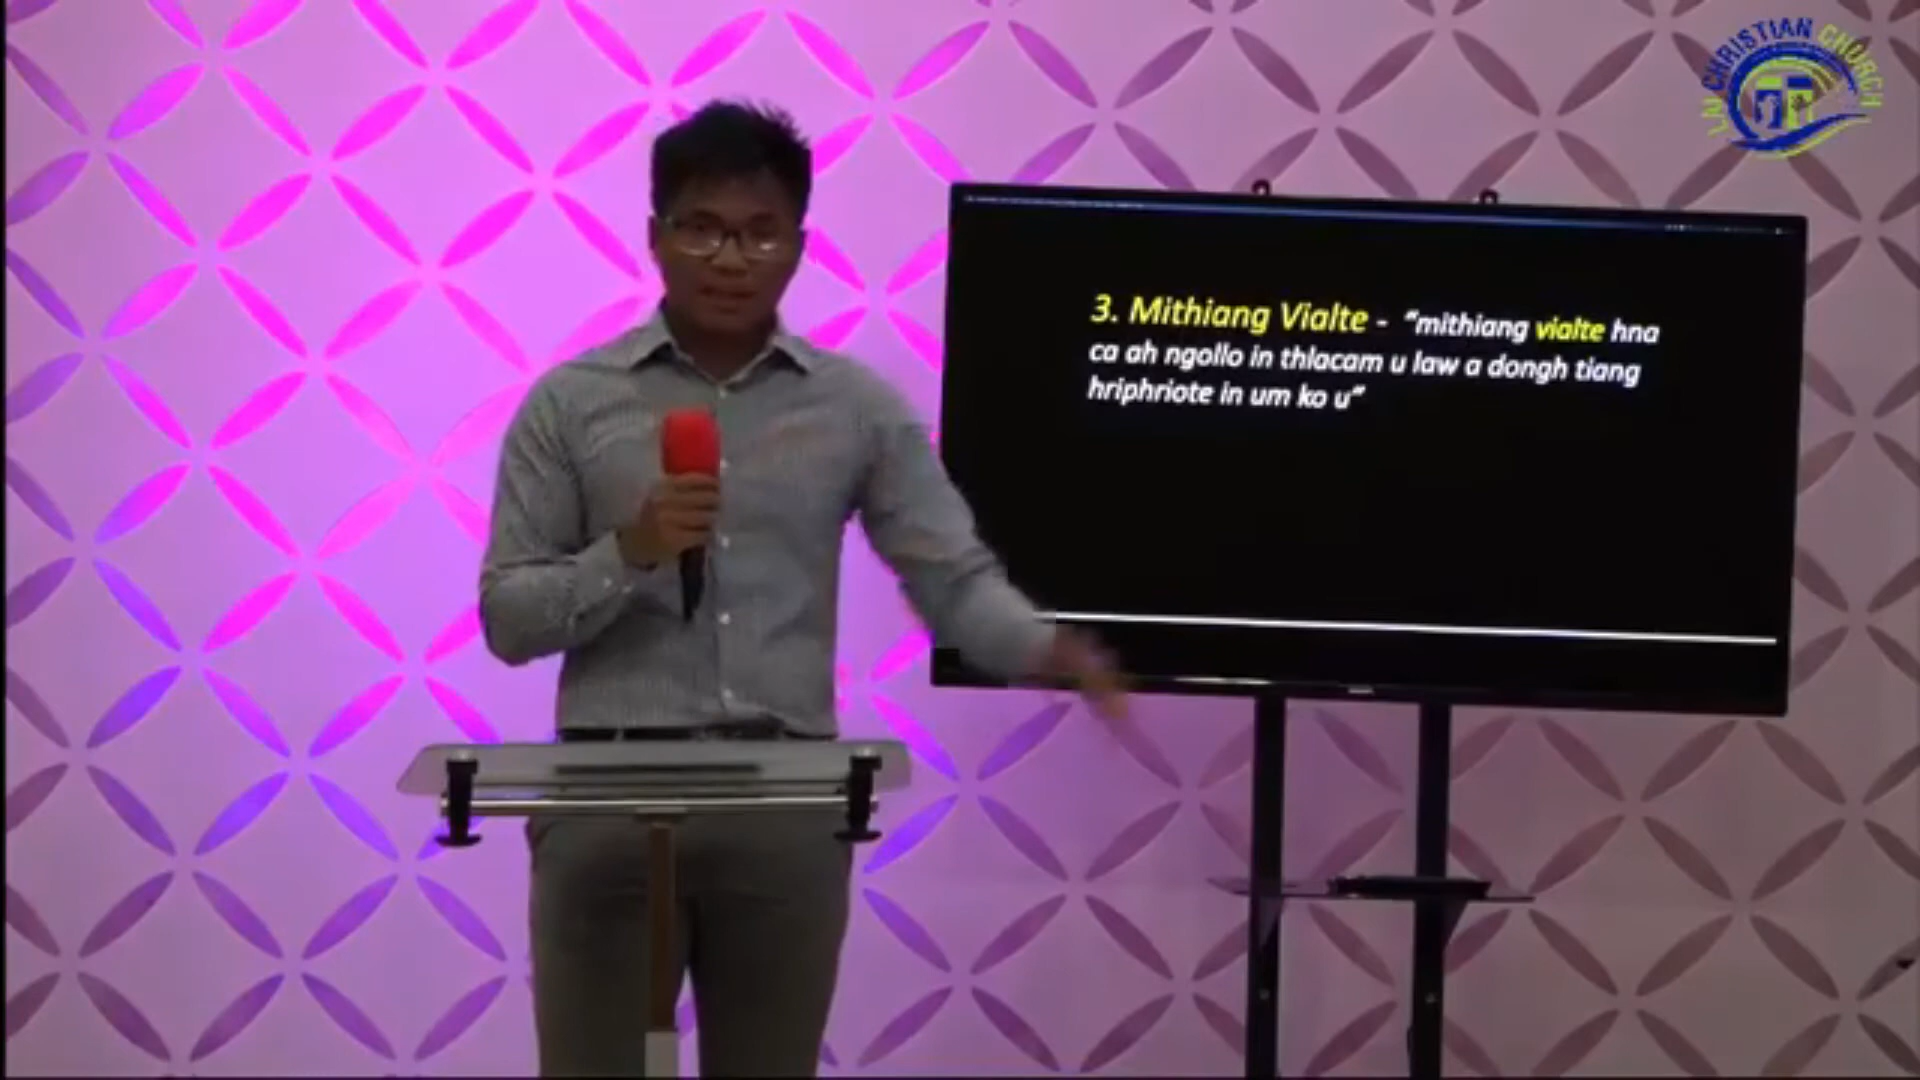 LAI CHRISTIAN CHURCH
3. Mithiang Vialte - “mithiang vialte hna
ca ah ngollo in thlacam u law a dongh tiang
hriphriote in um ko u”